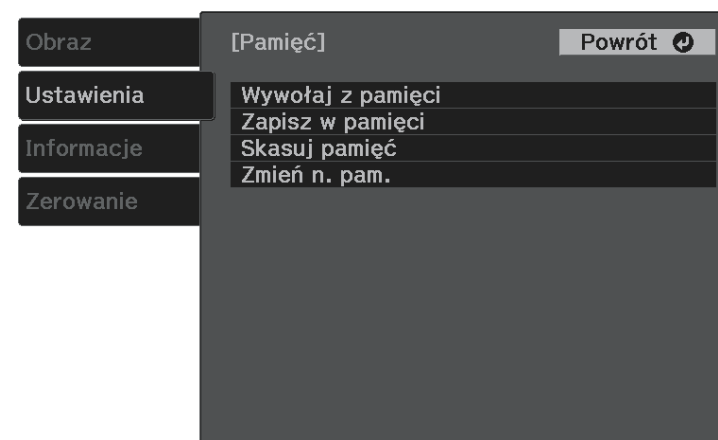 Obraz
Ustawienia
Informacje
Zerowanie
[Pamięć]
Powrót
Wywołaj z pamięci
Zapisz w pamięci
Skasuj pamięć
Zmień n. pam.